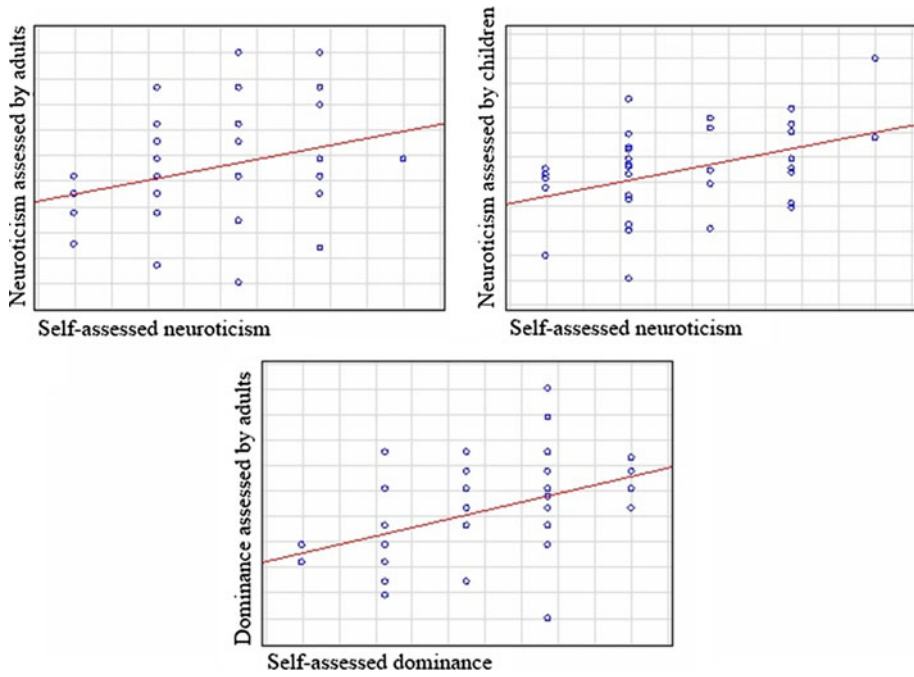 Neuroticism assessed by adults
Self-assessed neuroticism
Neuroticism assessed by children
Self-assessed neuroticism
Dominance assessed by adults
Self-assessed dominance